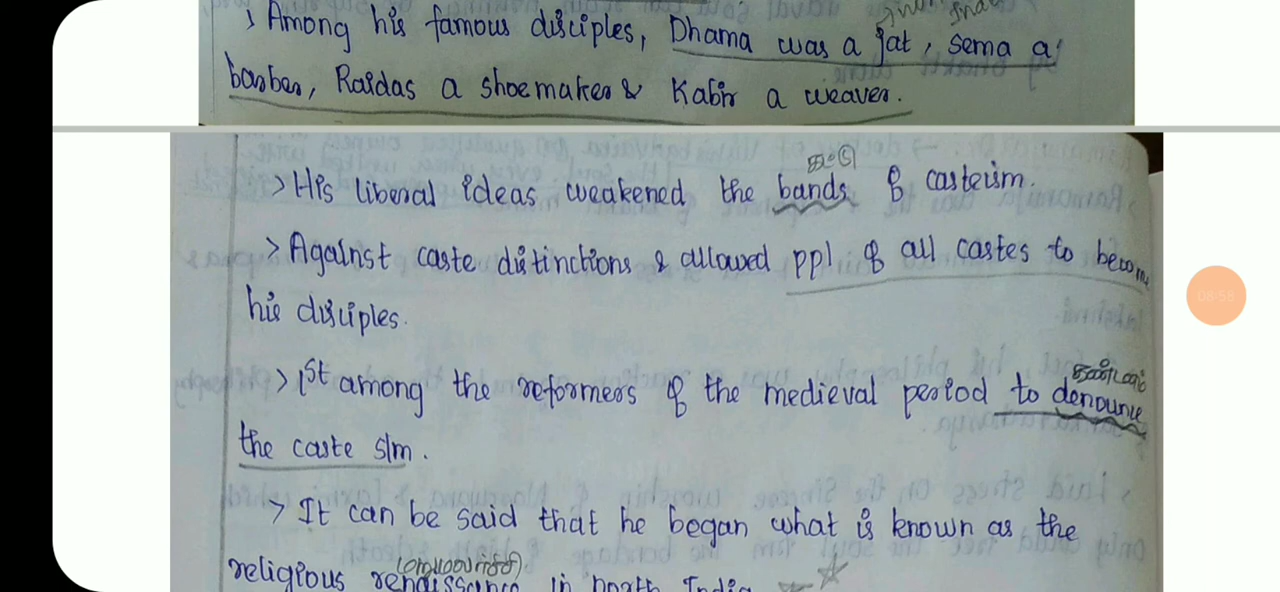 > Among his famous disciples, Dhama was a Jat, Sema a
barber, Raidas a shoemaker & Kabir a weaver.
கட்டு
> His liberal ideas weakened the bands of casteism.
> Against caste distinctions & allowed ppl of all castes to become
his disciples.
> 1st among the reformers of the medieval period to denounce
the caste s/m.
> It can be said that he began what is known as the
religious renaissance in north India
08:58